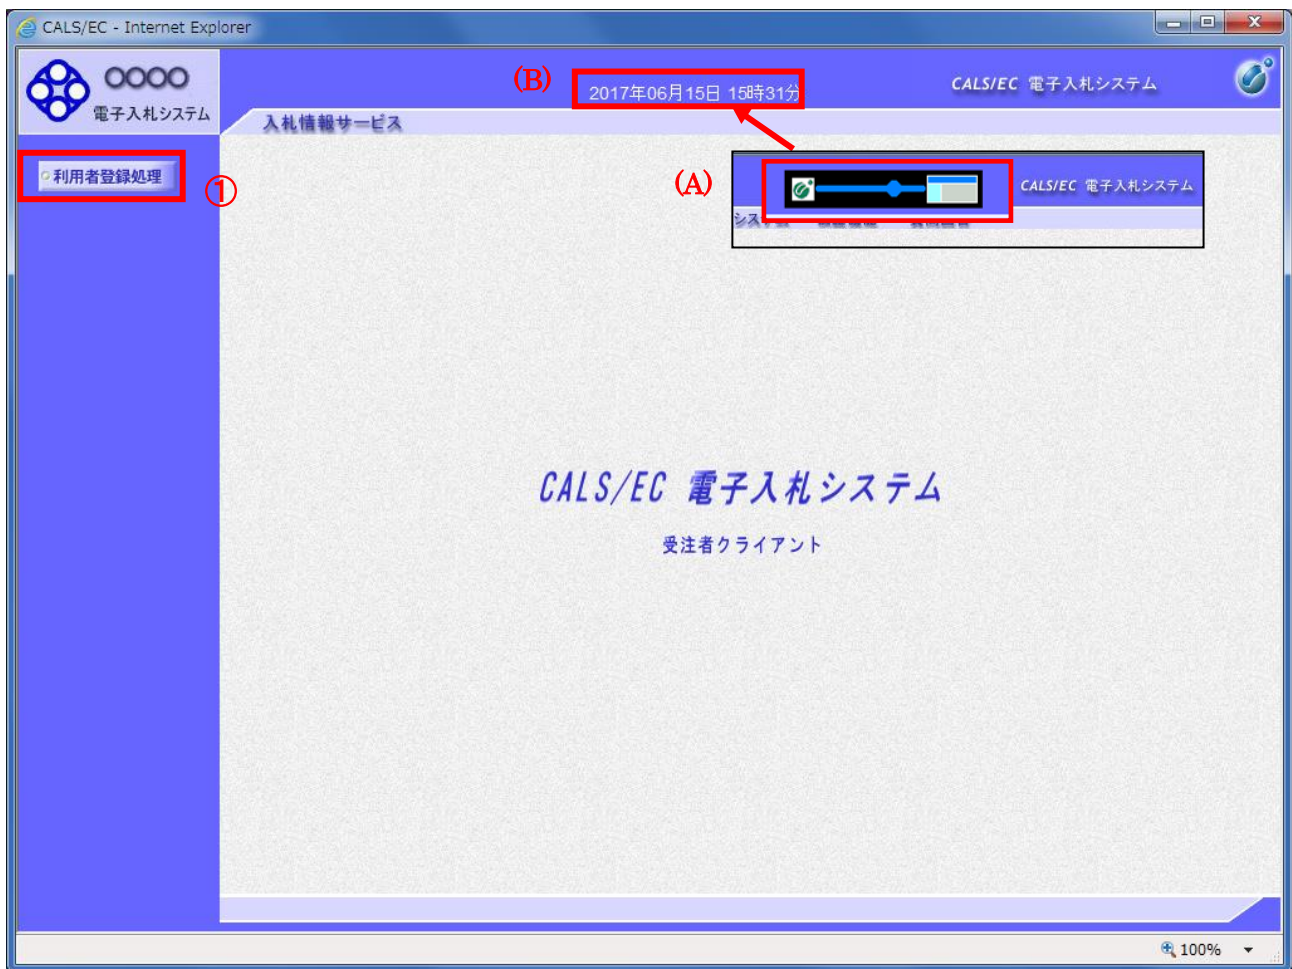 CALS/EC - Internet Explorer
○○○○
電子入札システム
(B)
2017年06月15日 15時31分
CALS/EC 電子入札システム
入札情報サービス
利用者登録処理
①
(A)
CALS/EC 電子入札システム
CALS/EC 電子入札システム
受注者クライアント
100%